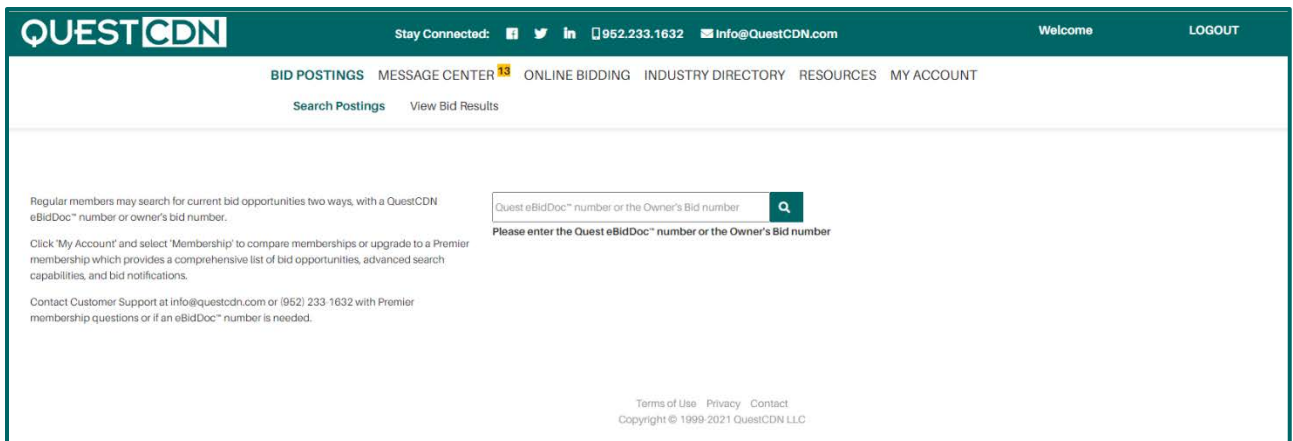 QUESTCDN
Stay Connected: 952.233.1632 Info@QuestCDN.com
Welcome LOGOUT
BID POSTINGS MESSAGE CENTER 13 ONLINE BIDDING INDUSTRY DIRECTORY RESOURCES MY ACCOUNT
Search Postings View Bid Results
Regular members may search for current bid opportunities two ways, with a QuestCDN
eBidDoc™ number or owner's bid number.
Click 'My Account' and select 'Membership' to compare memberships or upgrade to a Premier
membership which provides a comprehensive list of bid opportunities, advanced search
capabilities, and bid notifications.
Contact Customer Support at info@questcdn.com or (952) 233-1632 with Premier
membership questions or if an eBidDoc™ number is needed.
Quest eBidDoc™ number or the Owner's Bid number
Please enter the Quest eBidDoc™ number or the Owner's Bid number
Terms of Use Privacy Contact
Copyright © 1999-2021 QuestCDN LLC